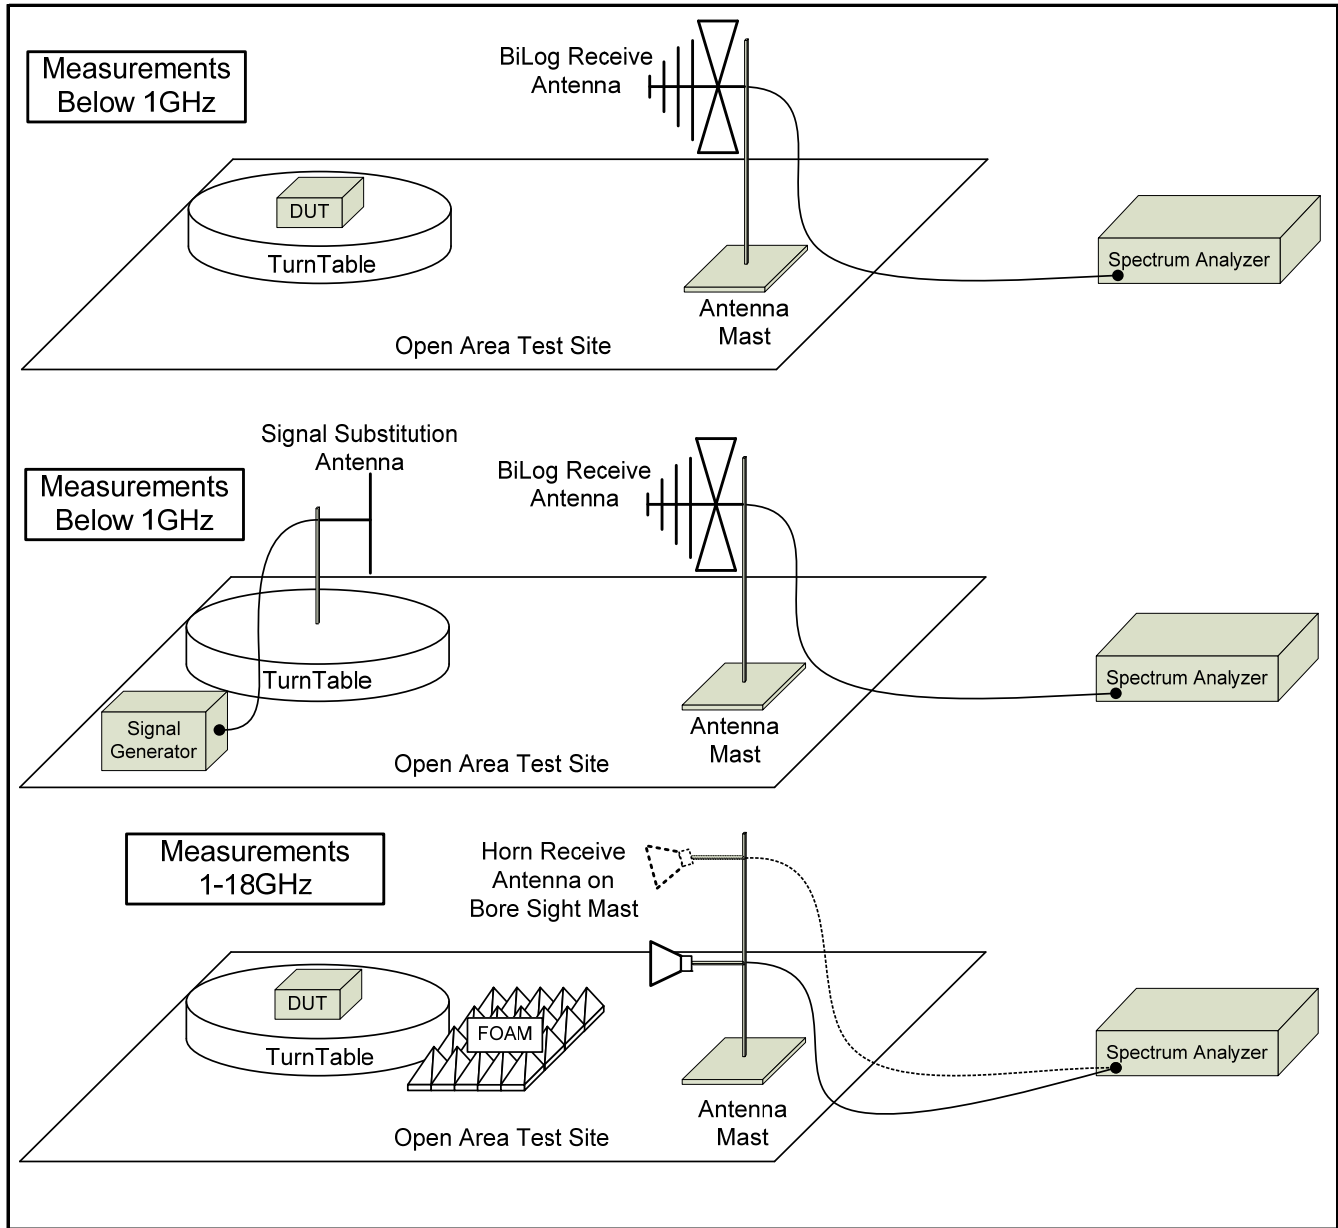 Measurements
Below 1GHz
BiLog Receive
Antenna
DUT
TurnTable
Spectrum Analyzer
Antenna
Mast
Open Area Test Site
Signal Substitution
Antenna
Measurements
Below 1GHz
BiLog Receive
Antenna
TurnTable
Spectrum Analyzer
Signal
Generator
Antenna
Mast
Open Area Test Site
Measurements
1-18GHz
Horn Receive
Antenna on
Bore Sight Mast
DUT
FOAM
TurnTable
Spectrum Analyzer
Antenna
Mast
Open Area Test Site